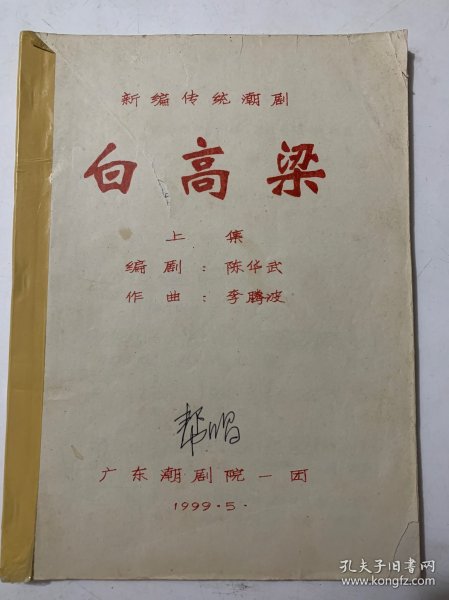 新编传统潮剧
白高梁
上集
编剧：陈华武
作曲：李腾波
帮唱
广东潮剧院一团
1999·5·
孔夫子旧书网
www.kongfz.com